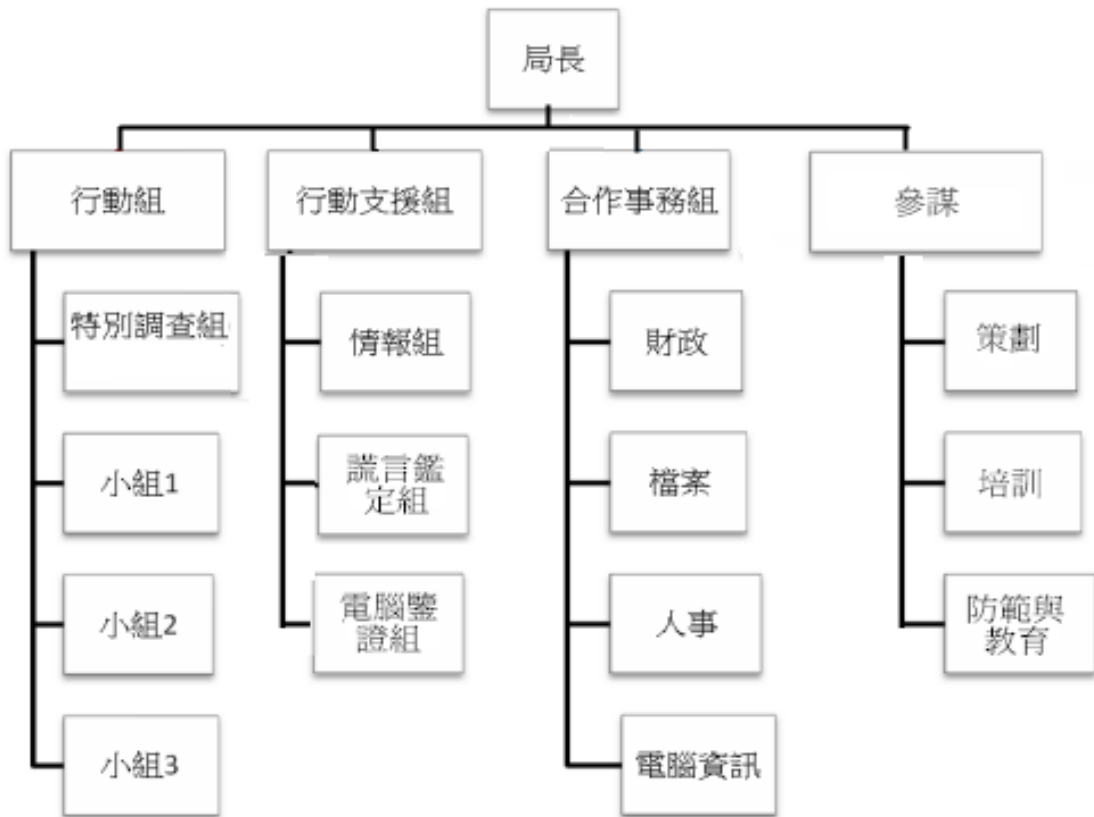 局長
行動組
行動支援組
合作事務組
參謀
特別調查組
情報組
財政
策劃
小組1
謊言鑑
定組
檔案
培訓
小組2
電腦鑒
證組
人事
防範與
教育
小組3
電腦資訊